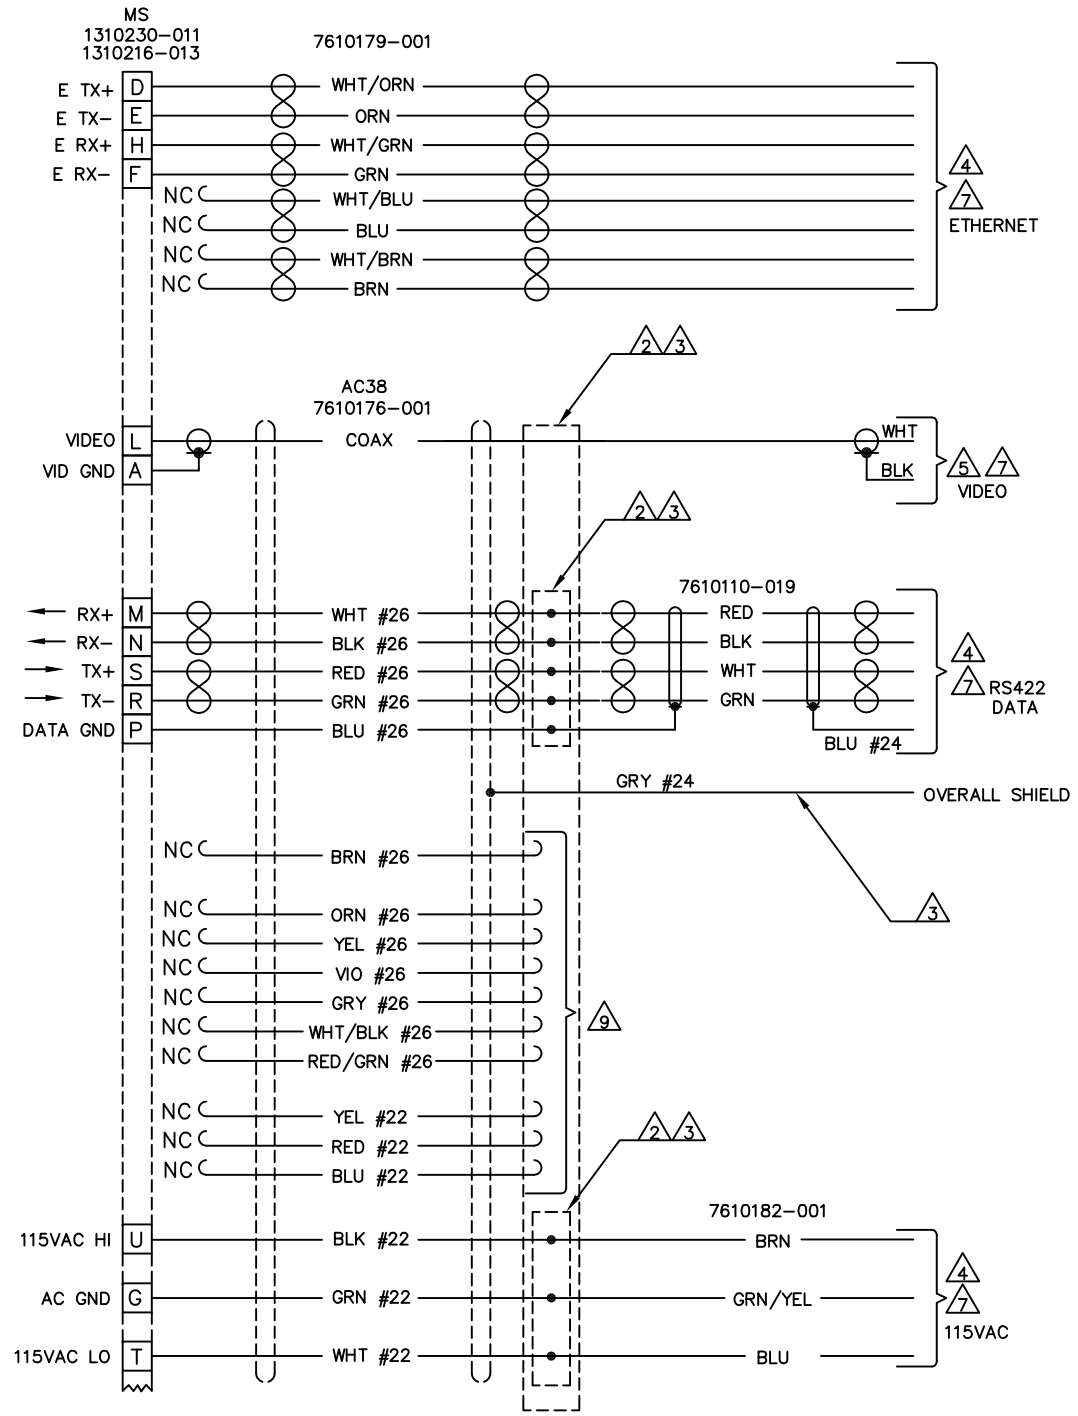 MS
1310230-011
1310216-013
7610179-001
E TX+ D WHT/ORN
E TX- E ORN
E RX+ H WHT/GRN
E RX- F GRN
NC WHT/BLU
NC BLU
NC WHT/BRN
NC BRN
4
7
ETHERNET
2 3
AC38
7610176-001
VIDEO L COAX WHT
VID GND A BLK
5 7
VIDEO
2 3
7610110-019
RX+ M WHT #26 RED
RX- N BLK #26 BLK
TX+ S RED #26 WHT
TX- R GRN #26 GRN
DATA GND P BLU #26 BLU #24
4
7 RS422
DATA
GRY #24 OVERALL SHIELD
3
NC BRN #26
NC ORN #26
NC YEL #26
NC VIO #26
NC GRY #26
NC WHT/BLK #26
NC RED/GRN #26
9
NC YEL #22
NC RED #22
NC BLU #22
2 3
7610182-001
115VAC HI U BLK #22 BRN
AC GND G GRN #22 GRN/YEL
115VAC LO T WHT #22 BLU
4
7
115VAC